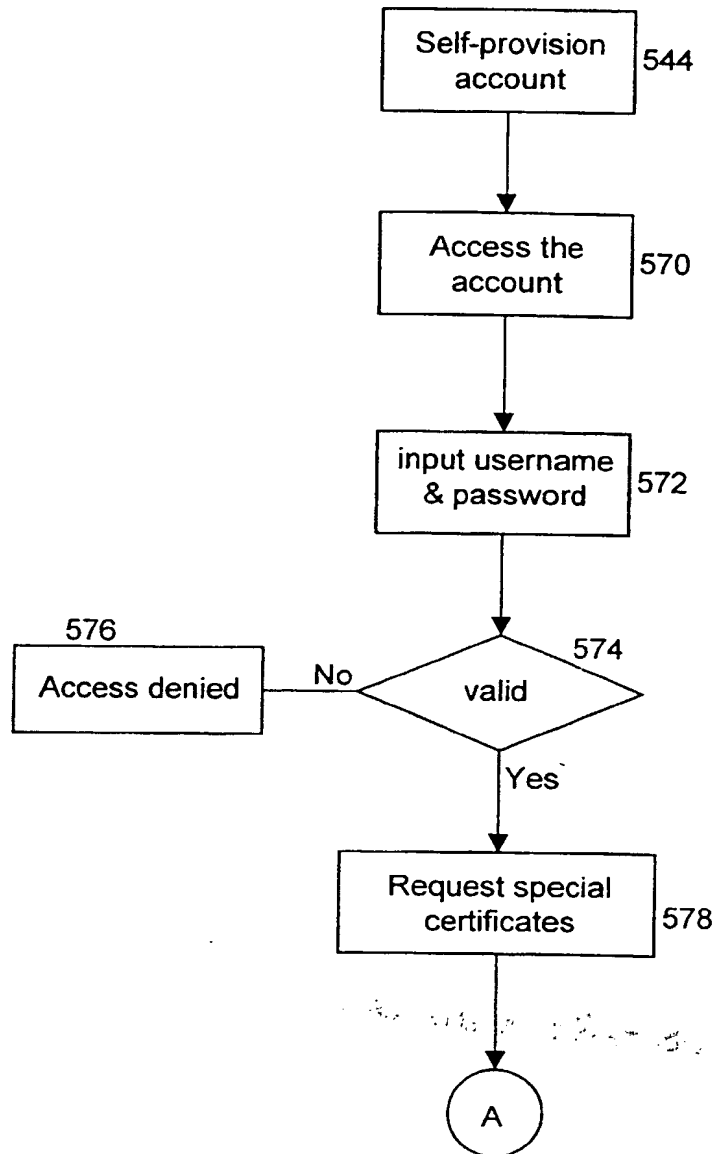 Self-provision
account
544
Access the
account
570
input username
& password
572
576
Access denied
No
valid
574
Yes
Request special
certificates
578
A